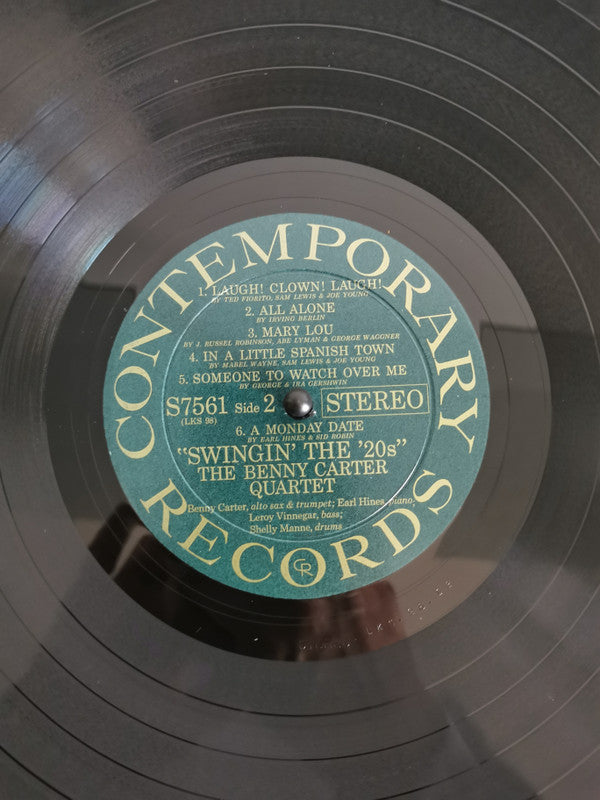 CONTEMPORARY
1. LAUGH! CLOWN! LAUGH!
BY TED FIORITO, SAM LEWIS & JOE YOUNG
2. ALL ALONE
BY IRVING BERLIN
3. MARY LOU
BY J. RUSSEL ROBINSON, ABE LYMAN & GEORGE WAGGNER
4. IN A LITTLE SPANISH TOWN
BY MABEL WAYNE, SAM LEWIS & JOE YOUNG
5. SOMEONE TO WATCH OVER ME
BY GEORGE & IRA GERSHWIN
S7561 Side 2 STEREO
(LKS 98)
6. A MONDAY DATE
BY EARL HINES & SID ROBIN
"SWINGIN' THE '20s"
THE BENNY CARTER
QUARTET
Benny Carter, alto sax & trumpet; Earl Hines, piano;
Leroy Vinnegar, bass;
Shelly Manne, drums
CR
RECORDS